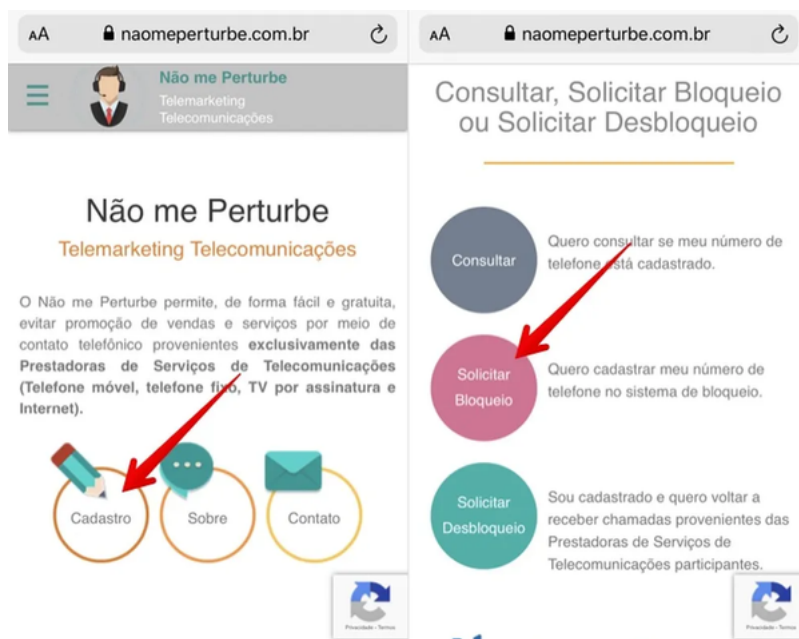 AA naomeperturbe.com.br
Não me Perturbe
Telemarketing
Telecomunicações
Não me Perturbe
Telemarketing Telecomunicações
O Não me Perturbe permite, de forma fácil e gratuita,
evitar promoção de vendas e serviços por meio de
contato telefônico provenientes exclusivamente das
Prestadoras de Serviços de Telecomunicações
(Telefone móvel, telefone fixo, TV por assinatura e
Internet).
Cadastro
Sobre
Contato
Privacidade - Termos
AA naomeperturbe.com.br
Consultar, Solicitar Bloqueio
ou Solicitar Desbloqueio
Consultar
Quero consultar se meu número de
telefone está cadastrado.
Solicitar
Bloqueio
Quero cadastrar meu número de
telefone no sistema de bloqueio.
Solicitar
Desbloqueio
Sou cadastrado e quero voltar a
receber chamadas provenientes das
Prestadoras de Serviços de
Telecomunicações participantes.
Privacidade - Termos